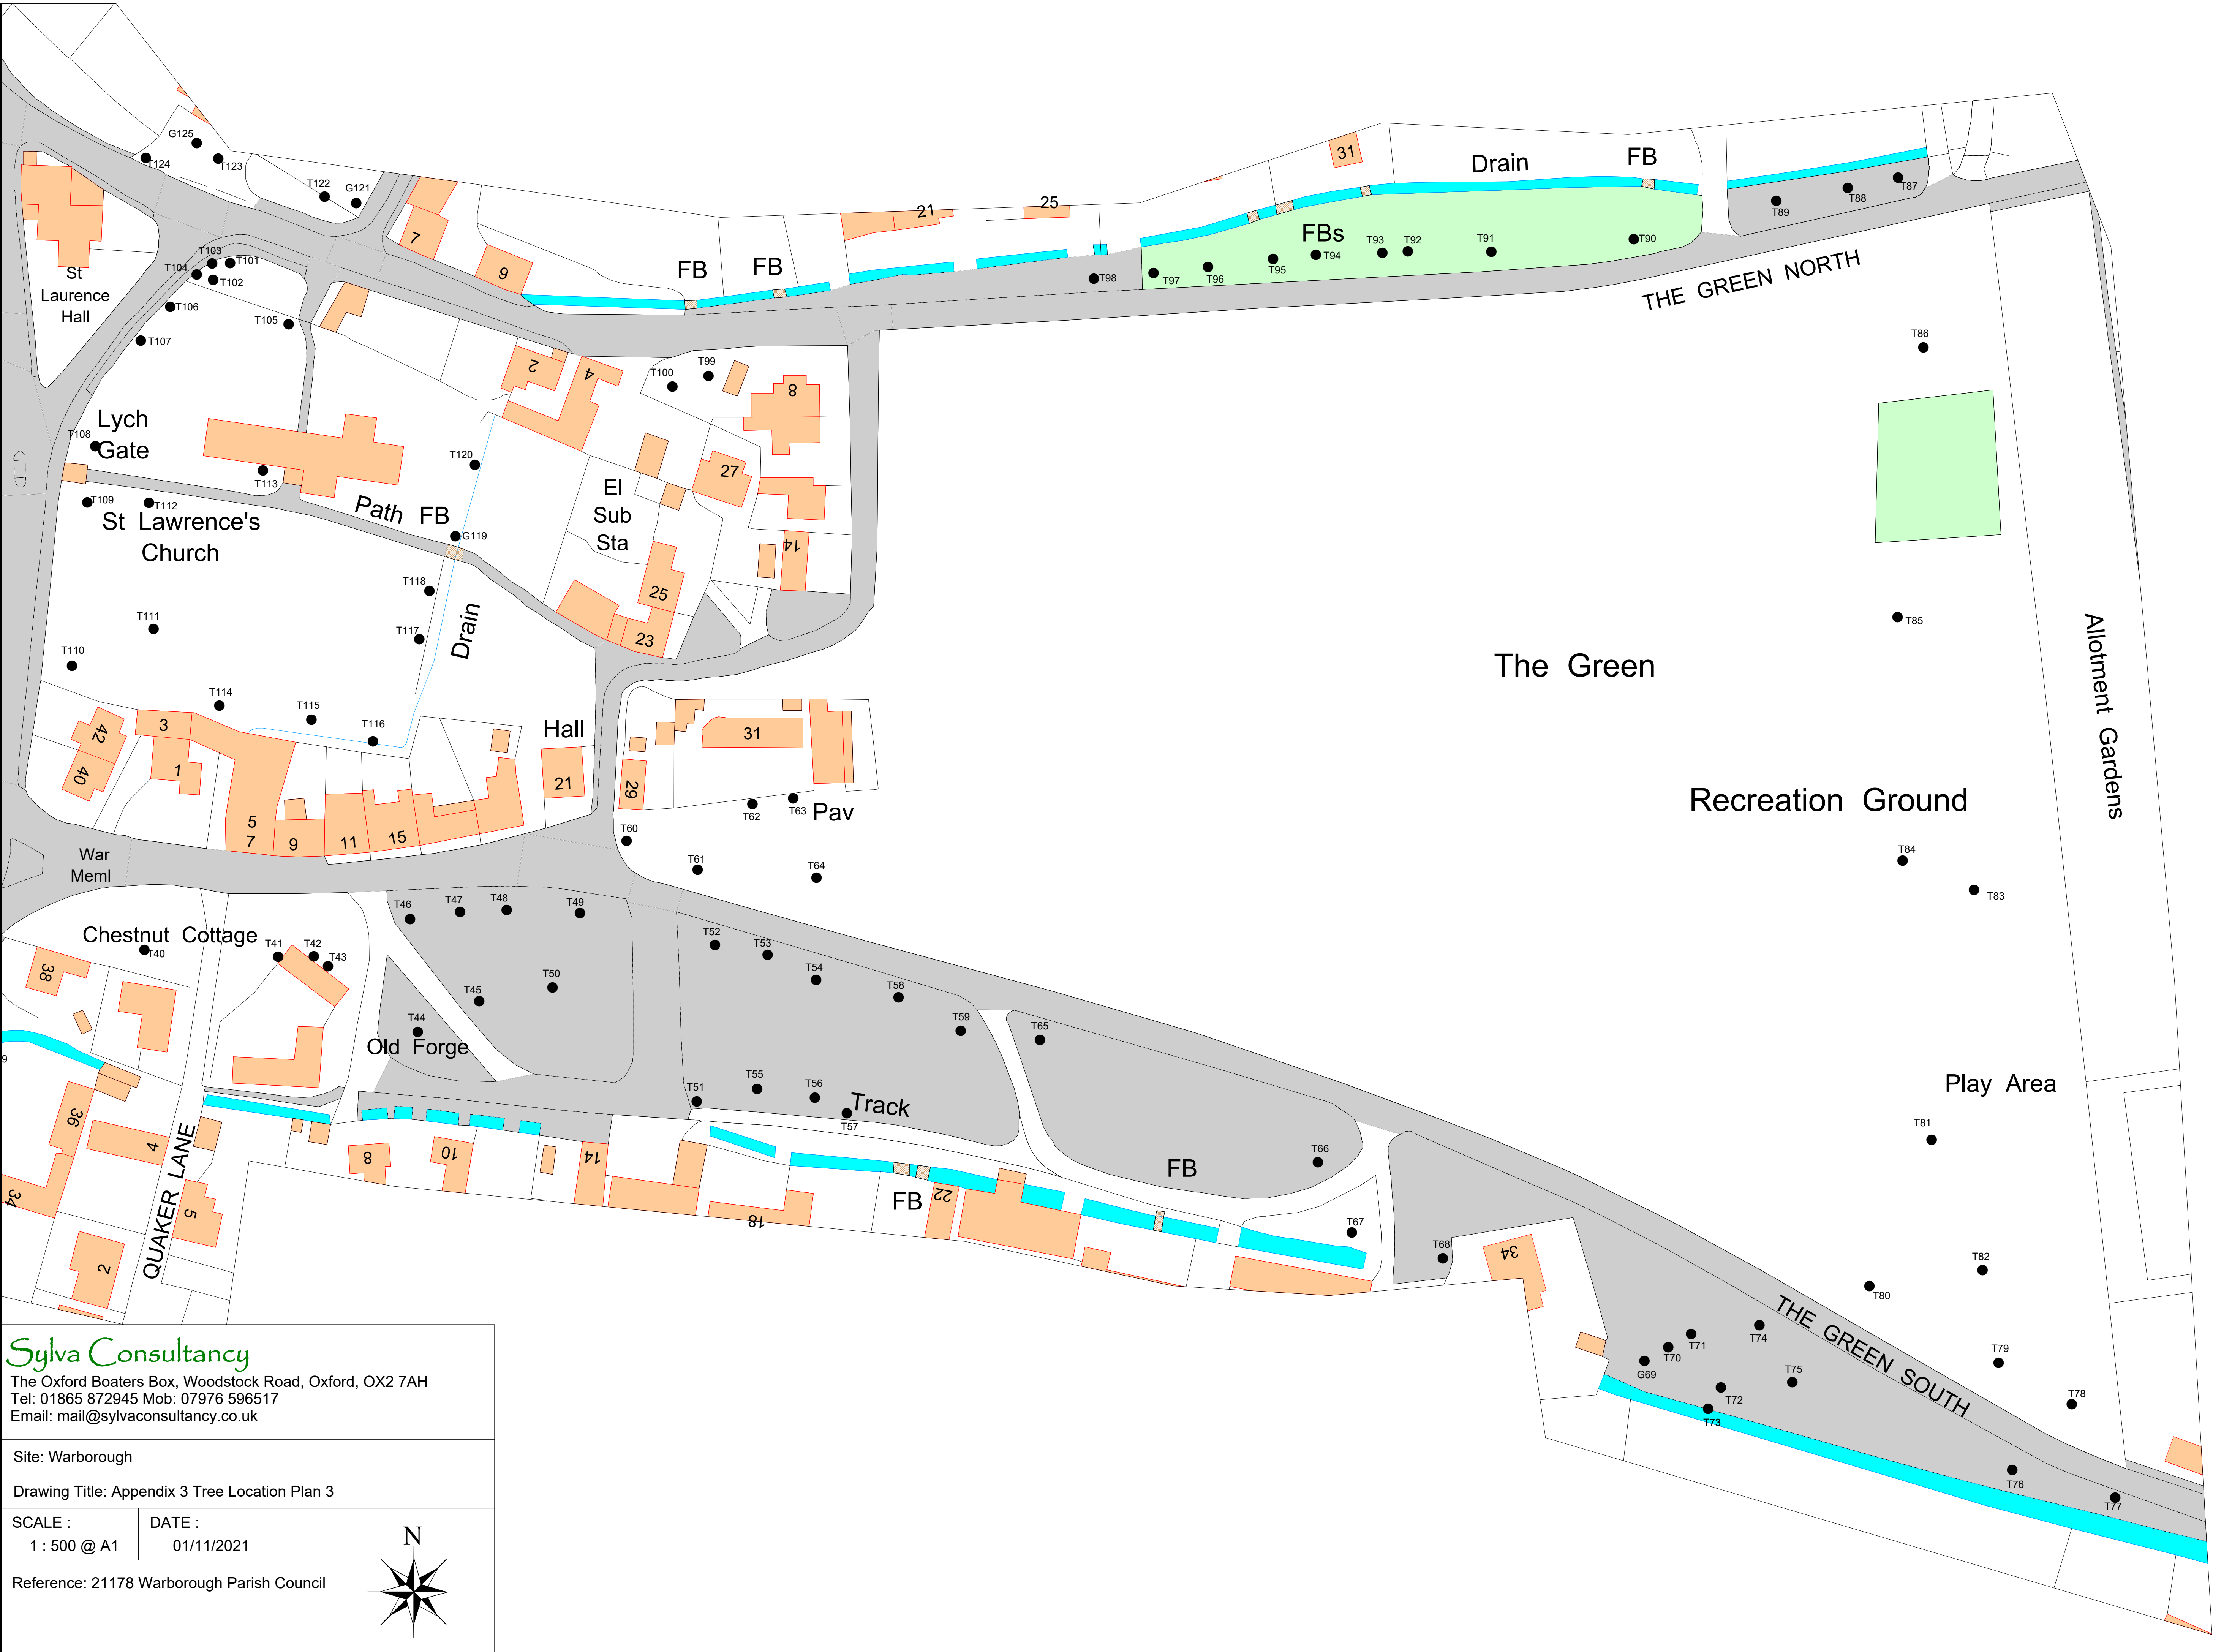 G125
T124
T123
T122
G121
St
Laurence
Hall
T103
T104
T101
T102
T106
T105
T107
7
9
FB
FB
21
25
31
Drain
FB
FBs
T98
T97
T96
T95
T94
T93
T92
T91
T90
T89
T88
T87
THE GREEN NORTH
T86
2
4
T100
T99
8
Lych
Gate
T108
T113
T120
27
El
Sub
Sta
T109
T112
St Lawrence's
Church
Path FB
G119
14
T118
25
T117
Drain
23
T111
T110
The Green
T85
Allotment Gardens
T114
T115
T116
42
40
3
1
5
7
9
11
15
Hall
21
29
31
T62
T63
Pav
Recreation Ground
T60
T61
T64
T84
T83
War
Meml
Chestnut Cottage
T40
T41
T42
T43
38
T46
T47
T48
T49
T45
T50
T44
Old Forge
T52
T53
T54
T58
T59
T65
T51
T55
T56
T57
Track
Play Area
T81
9
36
4
34
QUAKER LANE
5
2
8
10
14
18
FB
22
FB
T66
T67
T68
34
T82
T80
THE GREEN SOUTH
T71
T70
G69
T74
T75
T72
T73
T79
T78
T76
T77
Sylva Consultancy
The Oxford Boaters Box, Woodstock Road, Oxford, OX2 7AH
Tel: 01865 872945 Mob: 07976 596517
Email: mail@sylvaconsultancy.co.uk
Site: Warborough
Drawing Title: Appendix 3 Tree Location Plan 3
SCALE :
1 : 500 @ A1
DATE :
01/11/2021
Reference: 21178 Warborough Parish Council
N